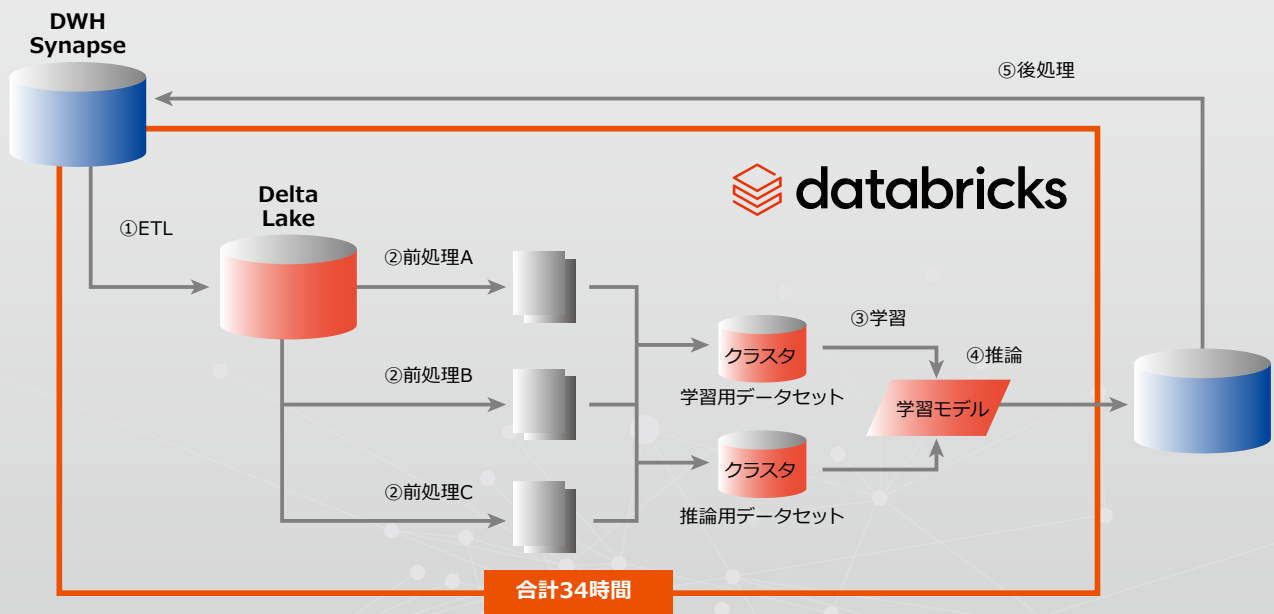 DWH
Synapse
⑤後処理
databricks
Delta
Lake
①ETL
②前処理A
③学習
クラスタ
④推論
②前処理B
学習用データセット
学習モデル
クラスタ
②前処理C
推論用データセット
合計34時間